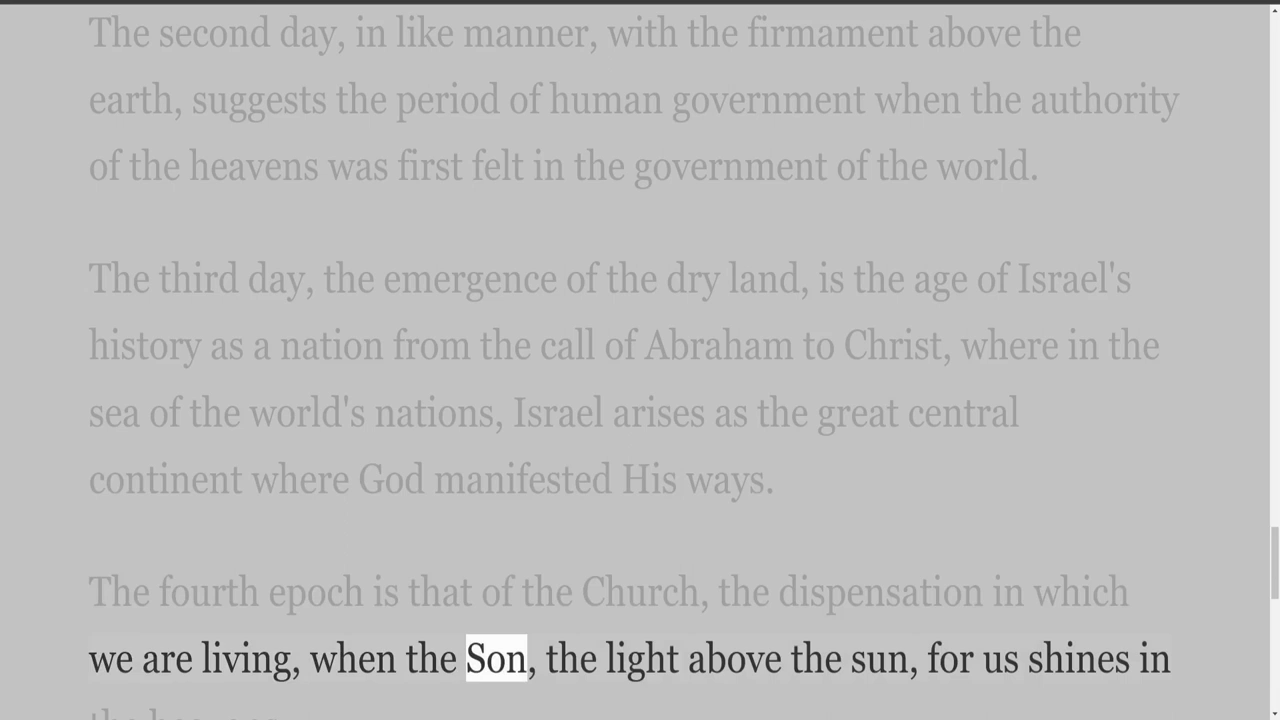 The second day, in like manner, with the firmament above the
earth, suggests the period of human government when the authority
of the heavens was first felt in the government of the world.
The third day, the emergence of the dry land, is the age of Israel's
history as a nation from the call of Abraham to Christ, where in the
sea of the world's nations, Israel arises as the great central
continent where God manifested His ways.
The fourth epoch is that of the Church, the dispensation in which
we are living, when the Son, the light above the sun, for us shines in